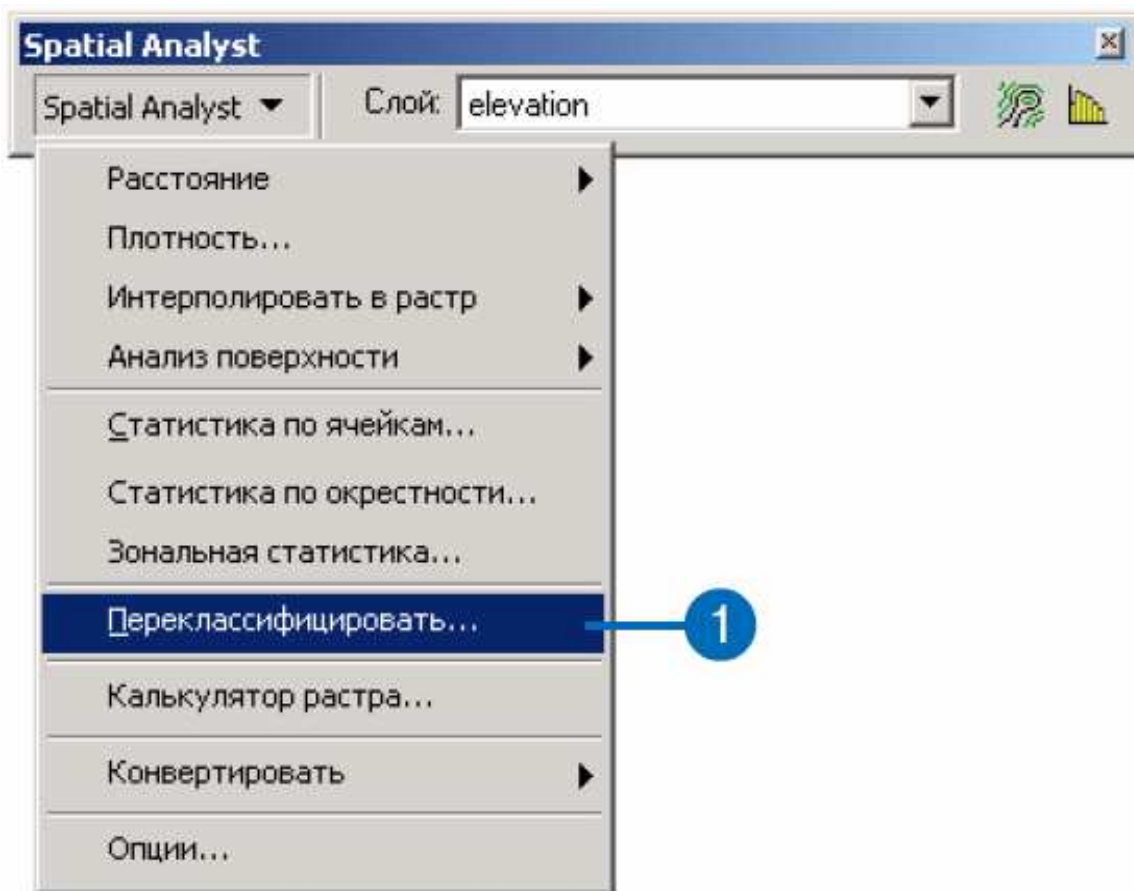 Spatial Analyst
Spatial Analyst Слой: elevation
Расстояние
Плотность...
Интерполировать в растр
Анализ поверхности
Статистика по ячейкам...
Статистика по окрестности...
Зональная статистика...
Переклассифицировать... 1
Калькулятор растра...
Конвертировать
Опции...